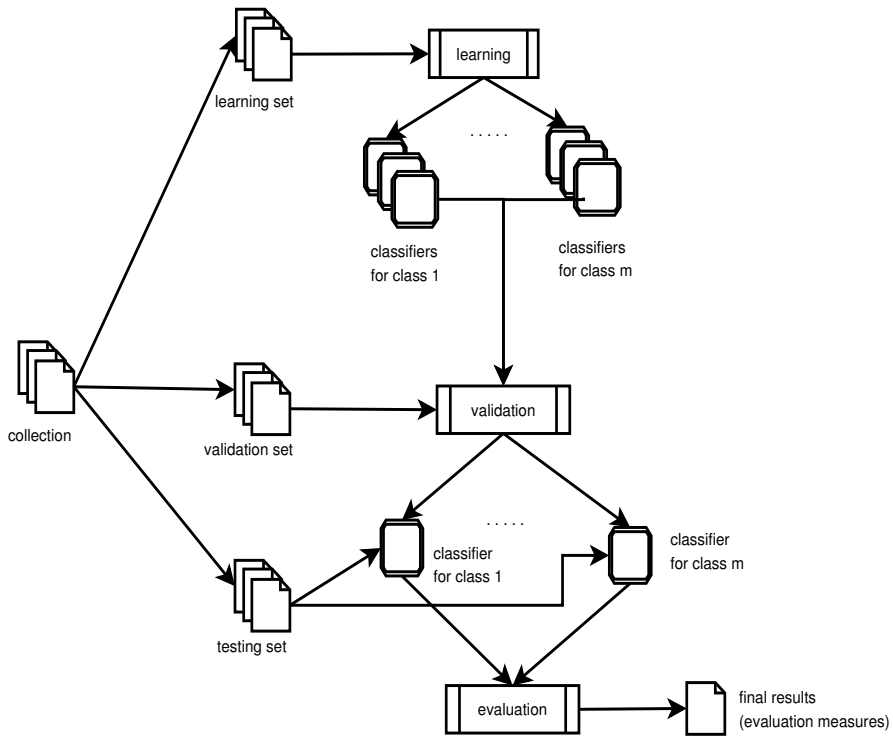 learning
learning set
. . . . .
classifiers
for class 1
classifiers
for class m
collection
validation
validation set
. . . . .
classifier
for class 1
classifier
for class m
testing set
evaluation
final results
(evaluation measures)